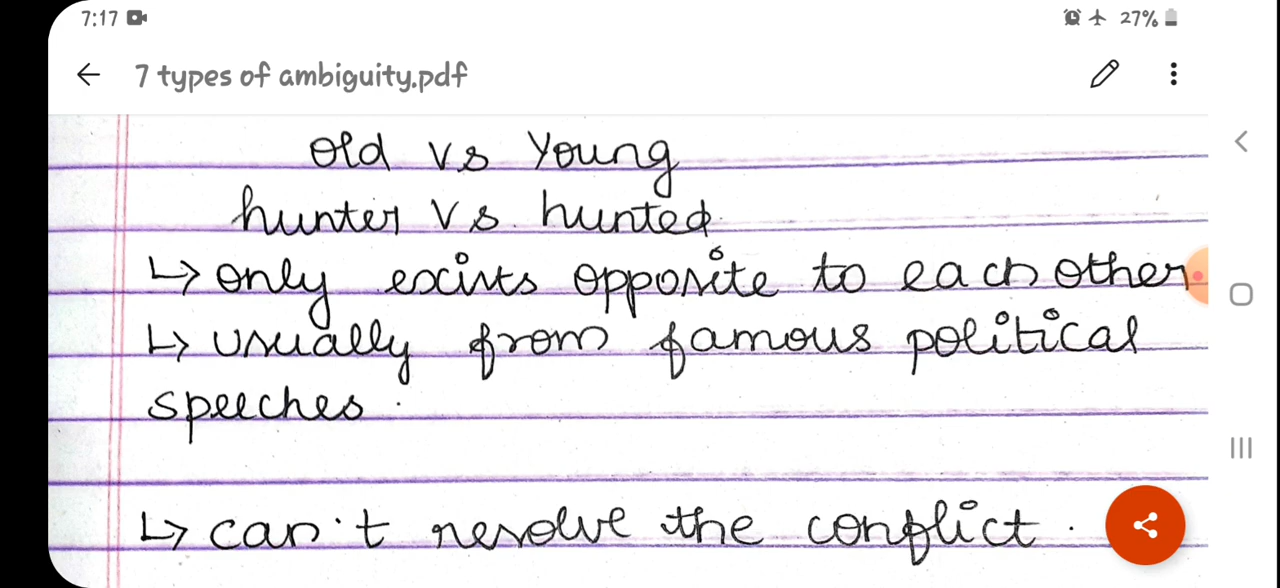 7:17 27%
7 types of ambiguity.pdf
old vs Young
hunter Vs. hunted.
↳ only exists opposite to each other
↳ usually from famous political
speeches.
↳ can't resolve the conflict.